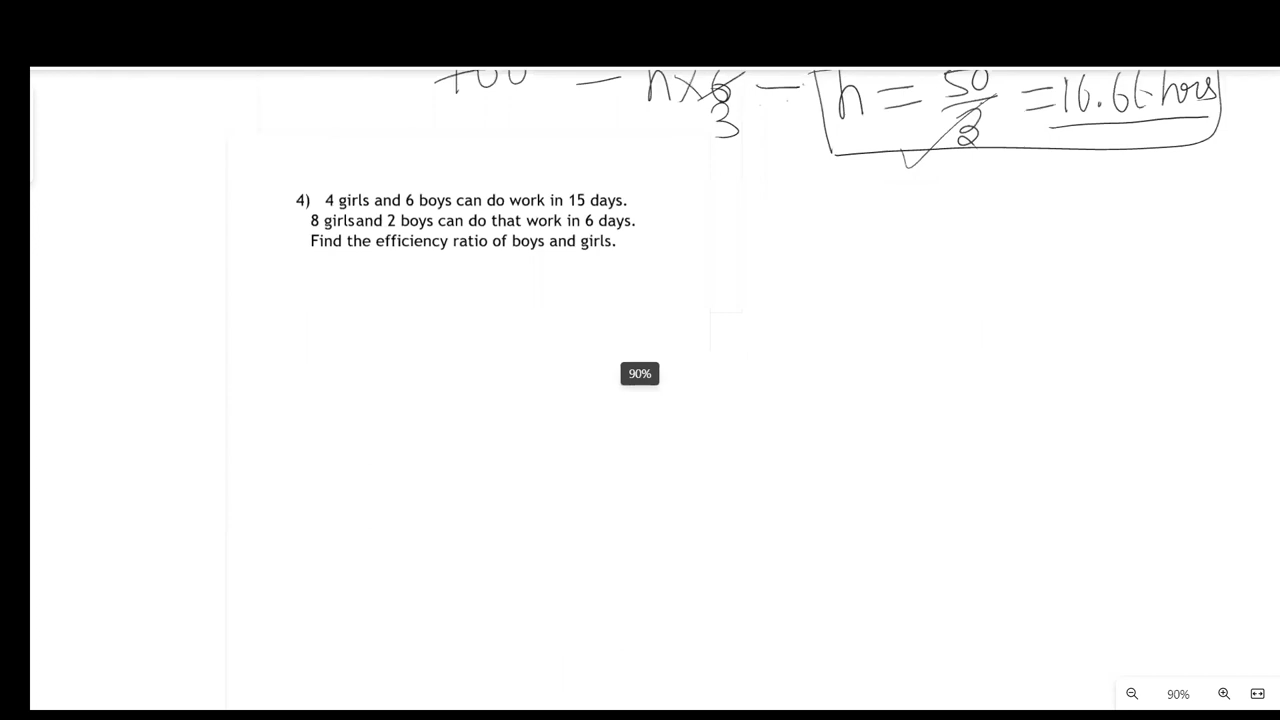 h = 50 = 16.66 hrs
3
4) 4 girls and 6 boys can do work in 15 days.
8 girlsand 2 boys can do that work in 6 days.
Find the efficiency ratio of boys and girls.
90%
90%